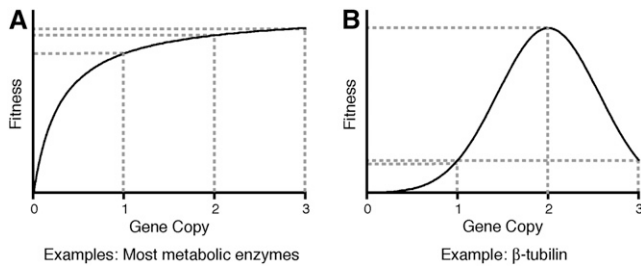 A
Fitness
0 1 2 3
Gene Copy
Examples: Most metabolic enzymes
B
Fitness
0 1 2 3
Gene Copy
Example: β-tubilin